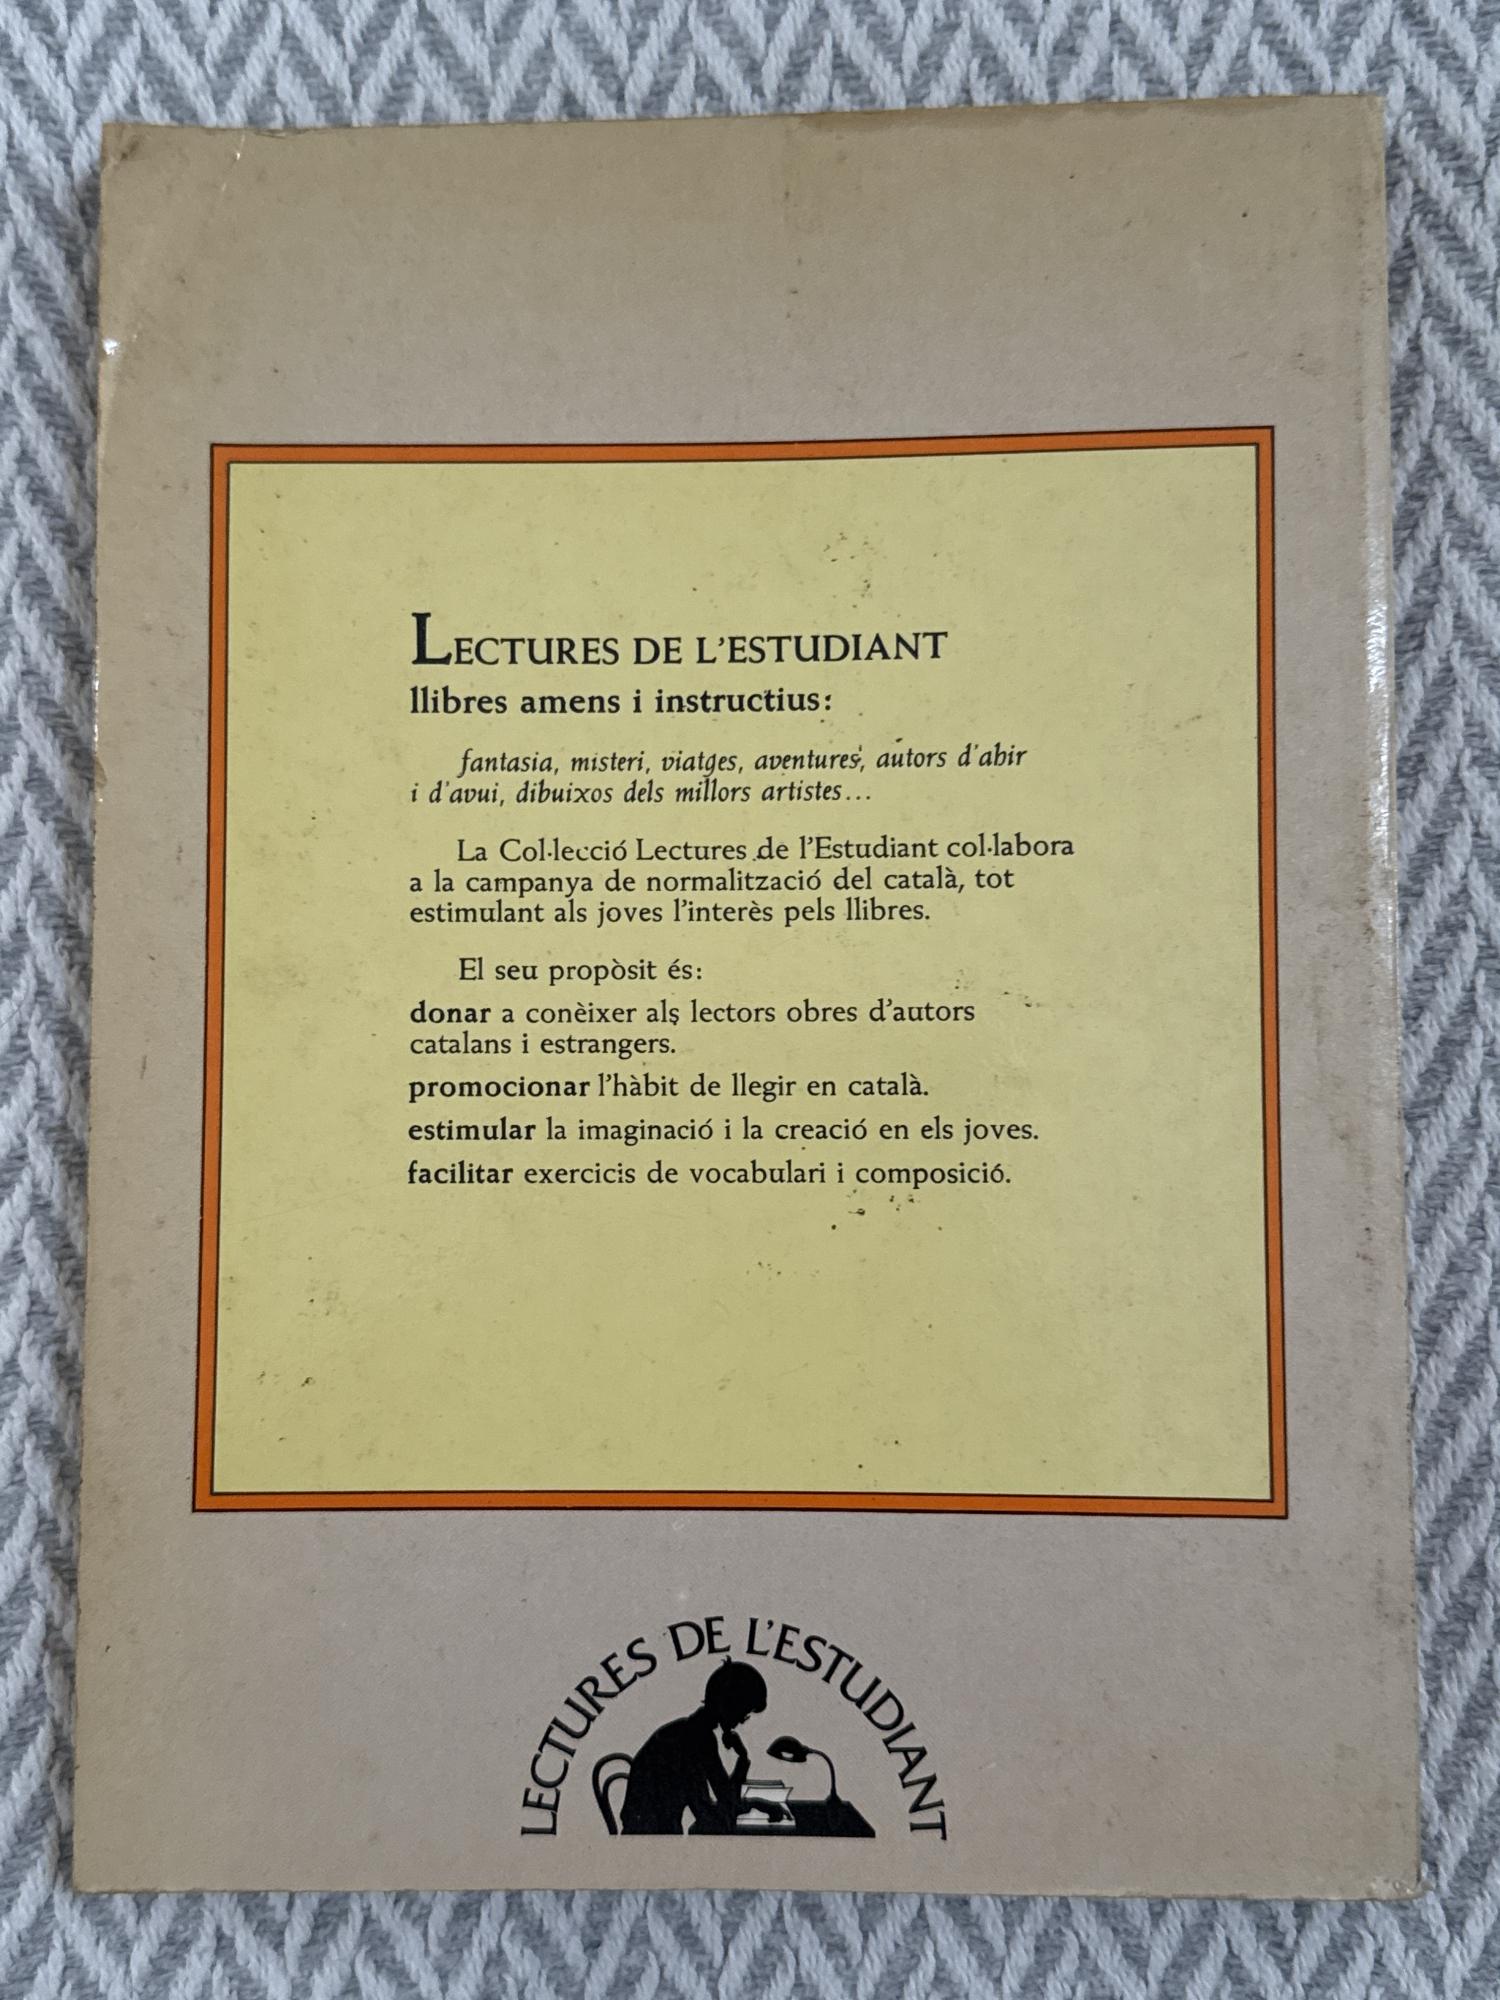 LECTURES DE L'ESTUDIANT
llibres amens i instructius:
fantasia, misteri, viatges, aventures, autors d'ahir
i d'avui, dibuixos dels millors artistes...
La Col·lecció Lectures de l'Estudiant col·labora
a la campanya de normalització del català, tot
estimulant als joves l'interès pels llibres.
El seu propòsit és:
donar a conèixer als lectors obres d'autors
catalans i estrangers.
promocionar l'hàbit de llegir en català.
estimular la imaginació i la creació en els joves.
facilitar exercicis de vocabulari i composició.
LECTURES DE L'ESTUDIANT